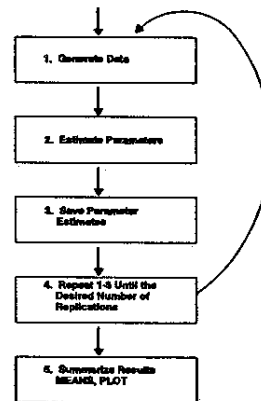 1. Generate Data
2. Estimate Parameters
3. Save Parameter
Estimates
4. Repeat 1-3 Until the
Desired Number of
Replications
5. Summarize Results
MEANS, PLOT